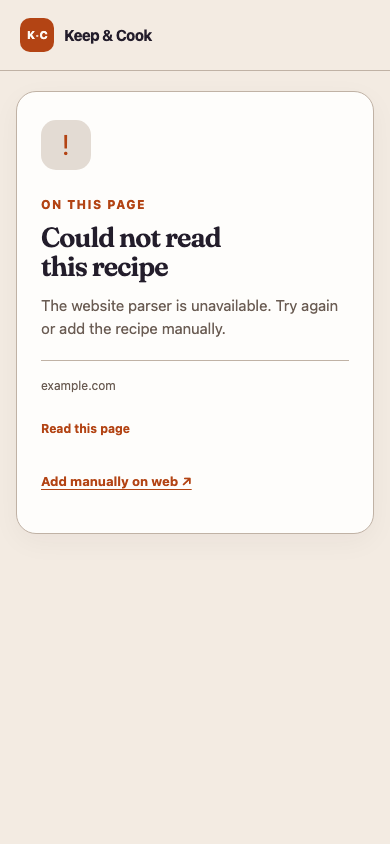 K·C Keep & Cook
!
ON THIS PAGE
Could not read
this recipe
The website parser is unavailable. Try again
or add the recipe manually.
example.com
Read this page
Add manually on web ↗